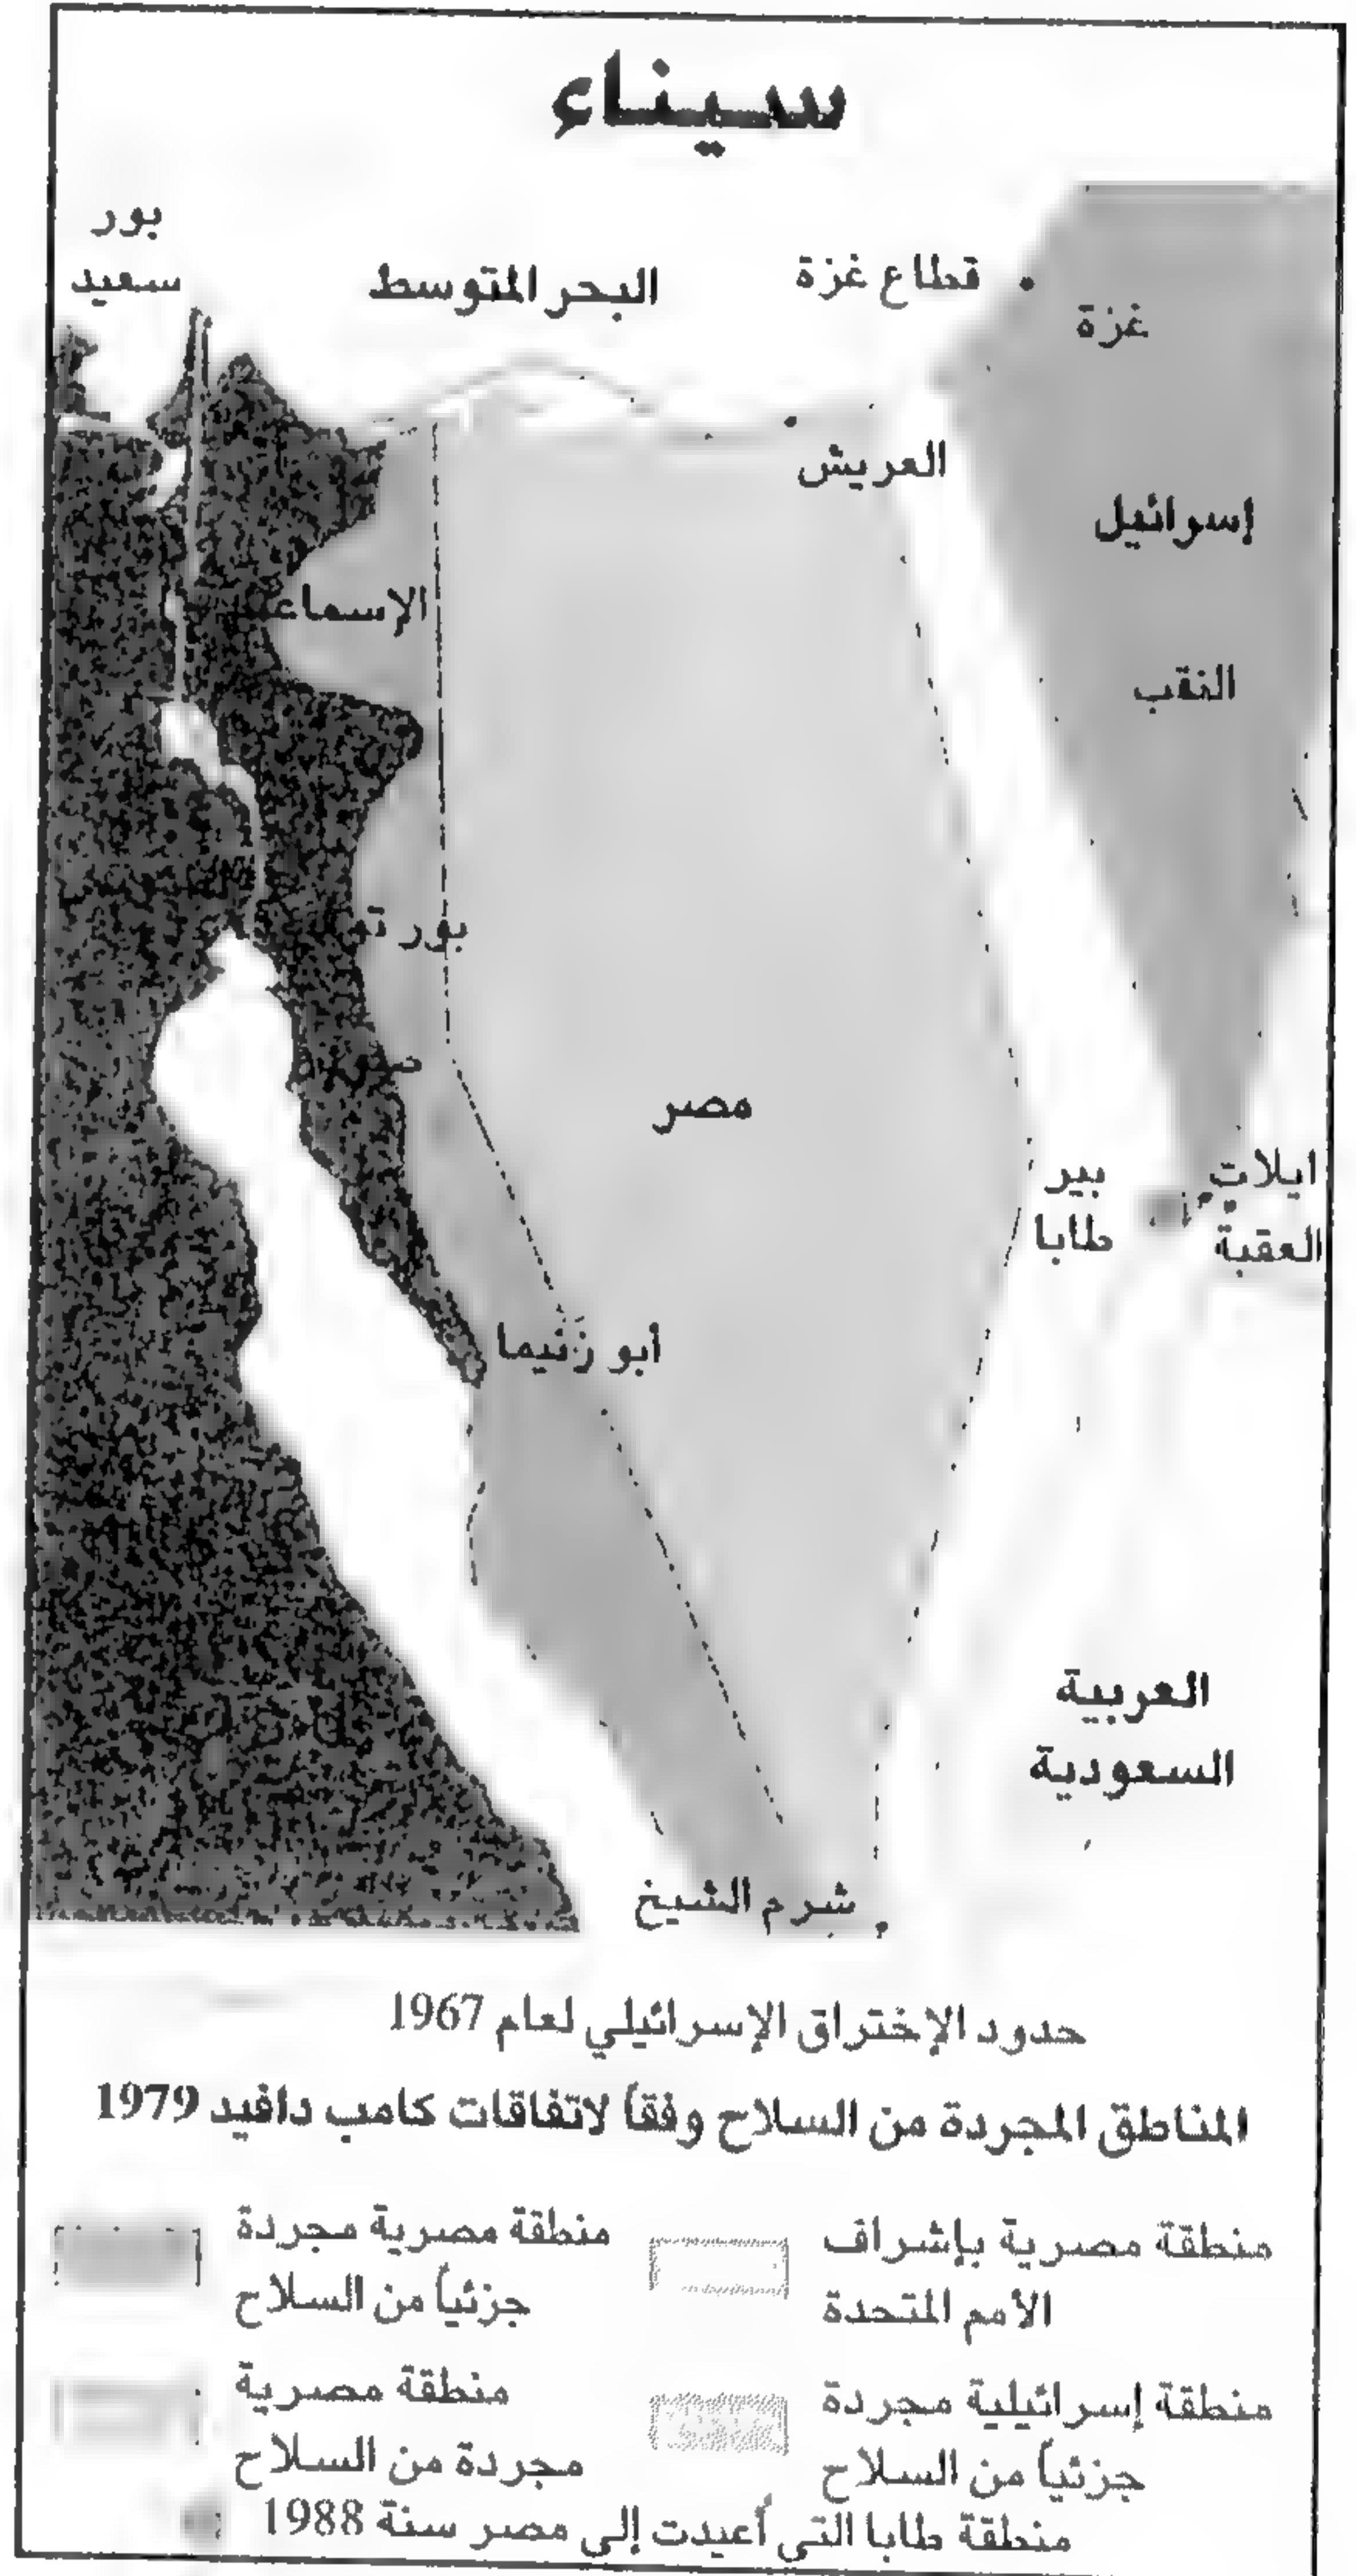 سيناء
بور
سعيد
البحر المتوسط
قطاع غزة
غزة
العريش
إسرائيل
النقب
بور
مصر
بير
طابا
ايلات
العقبة
أبو زنيما
العربية
السعودية
شرم الشيخ
حدود الإختراق الإسرائيلي لعام 1967
المناطق المجردة من السلاح وفقاً لاتفاقات كامب دافيد 1979
منطقة مصرية بإشراف
الأمم المتحدة
منطقة مصرية مجردة
جزئياً من السلاح
منطقة إسرائيلية مجردة
جزئياً من السلاح
منطقة مصرية
مجردة من السلاح
منطقة طابا التي أعيدت إلى مصر سنة 1988